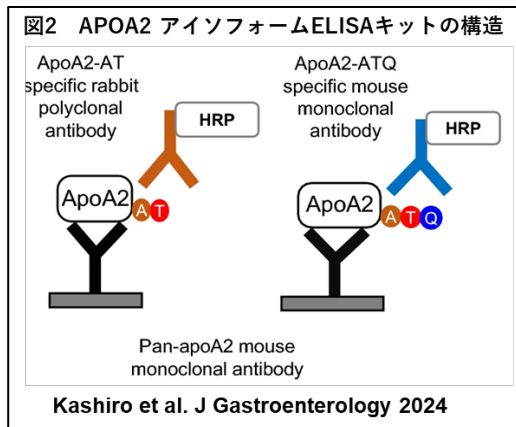 図2 APOA2 アイソフォームELISAキットの構造
ApoA2-AT
specific rabbit
polyclonal
antibody
HRP
ApoA2
A T
ApoA2-ATQ
specific mouse
monoclonal
antibody
HRP
ApoA2
A T Q
Pan-apoA2 mouse
monoclonal antibody
Kashiro et al. J Gastroenterology 2024